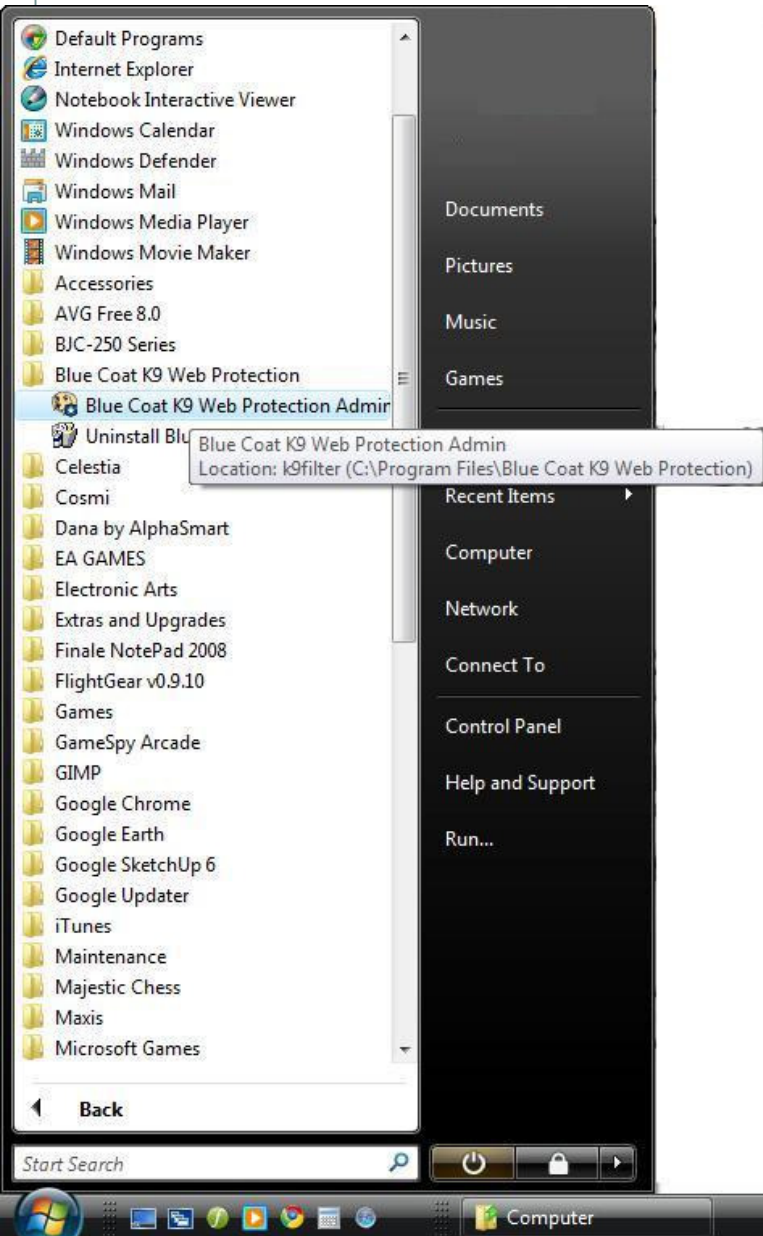 Default Programs
Internet Explorer
Notebook Interactive Viewer
Windows Calendar
Windows Defender
Windows Mail
Windows Media Player
Windows Movie Maker
Accessories
AVG Free 8.0
BJC-250 Series
Blue Coat K9 Web Protection
Blue Coat K9 Web Protection Admin
Uninstall Blu
Blue Coat K9 Web Protection Admin
Location: k9filter (C:\Program Files\Blue Coat K9 Web Protection)
Celestia
Cosmi
Dana by AlphaSmart
EA GAMES
Electronic Arts
Extras and Upgrades
Finale NotePad 2008
FlightGear v0.9.10
Games
GameSpy Arcade
GIMP
Google Chrome
Google Earth
Google SketchUp 6
Google Updater
iTunes
Maintenance
Majestic Chess
Maxis
Microsoft Games
Back
Start Search
Documents
Pictures
Music
Games
Recent Items
Computer
Network
Connect To
Control Panel
Help and Support
Run...
Computer